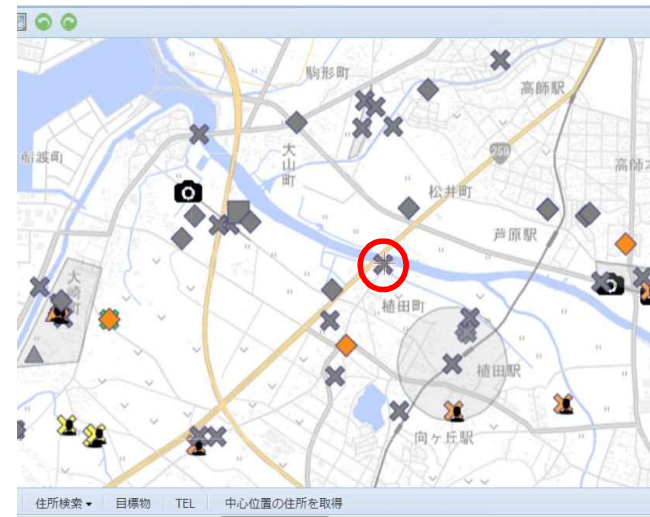 駒形町
高師駅
大山町
船渡町
259
高師本
松井町
芦原駅
大崎町
植田町
植田駅
向ヶ丘駅
住所検索▼ 目標物 TEL 中心位置の住所を取得